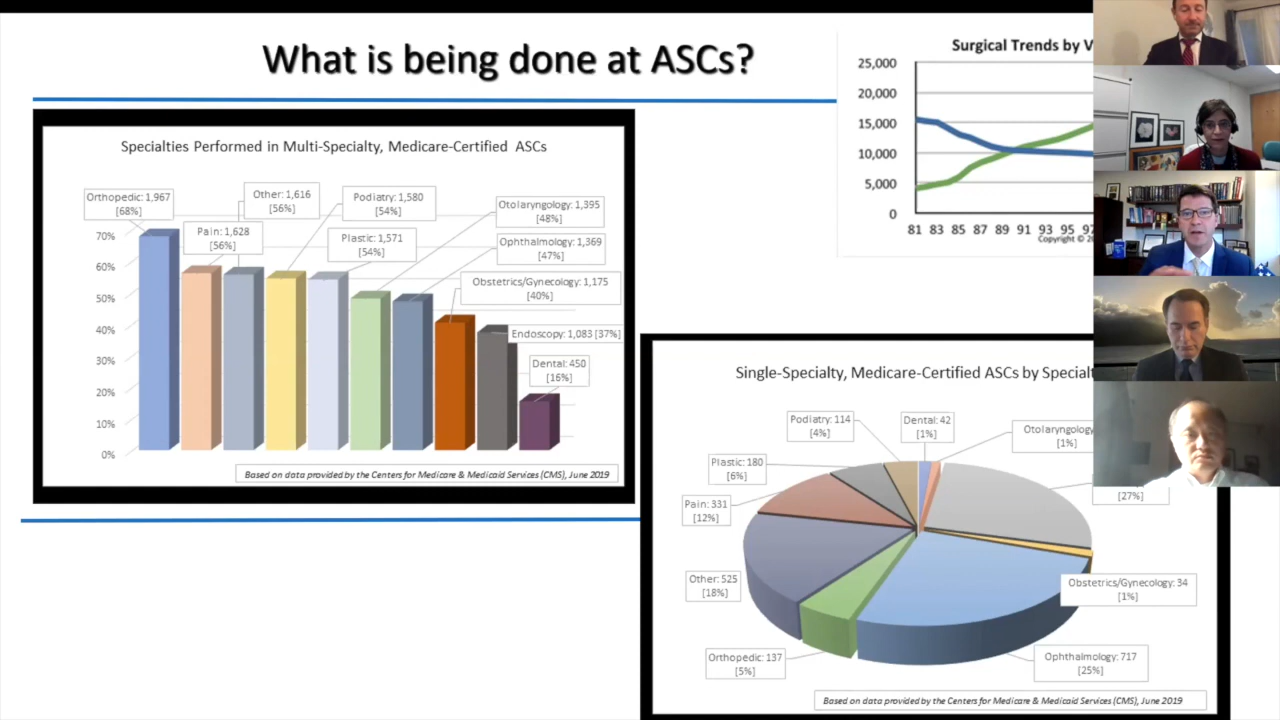 What is being done at ASCs?
Surgical Trends by V
25,000
20,000
15,000
10,000
5,000
0
81 83 85 87 89 91 93 95 97
Copyright © 20
Specialties Performed in Multi-Specialty, Medicare-Certified ASCs
Orthopedic: 1,967
[68%]
Pain: 1,628
[56%]
Other: 1,616
[56%]
Podiatry: 1,580
[54%]
Plastic: 1,571
[54%]
Otolaryngology: 1,395
[48%]
Ophthalmology: 1,369
[47%]
Obstetrics/Gynecology: 1,175
[40%]
Endoscopy: 1,083 [37%]
Dental: 450
[16%]
70%
60%
50%
40%
30%
20%
10%
0%
Based on data provided by the Centers for Medicare & Medicaid Services (CMS), June 2019
Single-Specialty, Medicare-Certified ASCs by Specialt
Podiatry: 114
[4%]
Dental: 42
[1%]
Otolaryngology
[1%]
Plastic: 180
[6%]
[27%]
Pain: 331
[12%]
Other: 525
[18%]
Obstetrics/Gynecology: 34
[1%]
Orthopedic: 137
[5%]
Ophthalmology: 717
[25%]
Based on data provided by the Centers for Medicare & Medicaid Services (CMS), June 2019